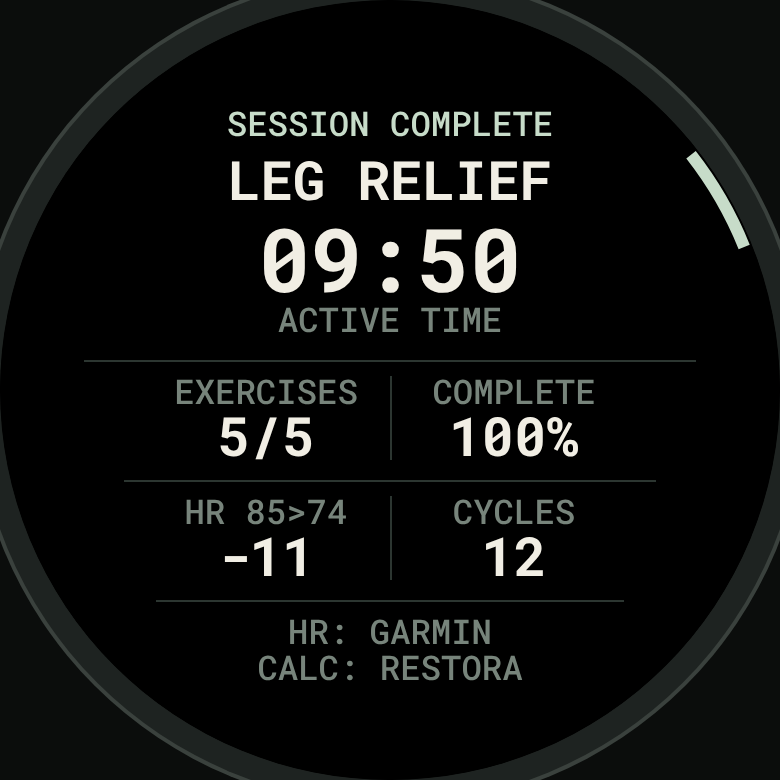 SESSION COMPLETE
LEG RELIEF
09:50
ACTIVE TIME
EXERCISES COMPLETE
5/5 100%
HR 85>74 CYCLES
-11 12
HR: GARMIN
CALC: RESTORA